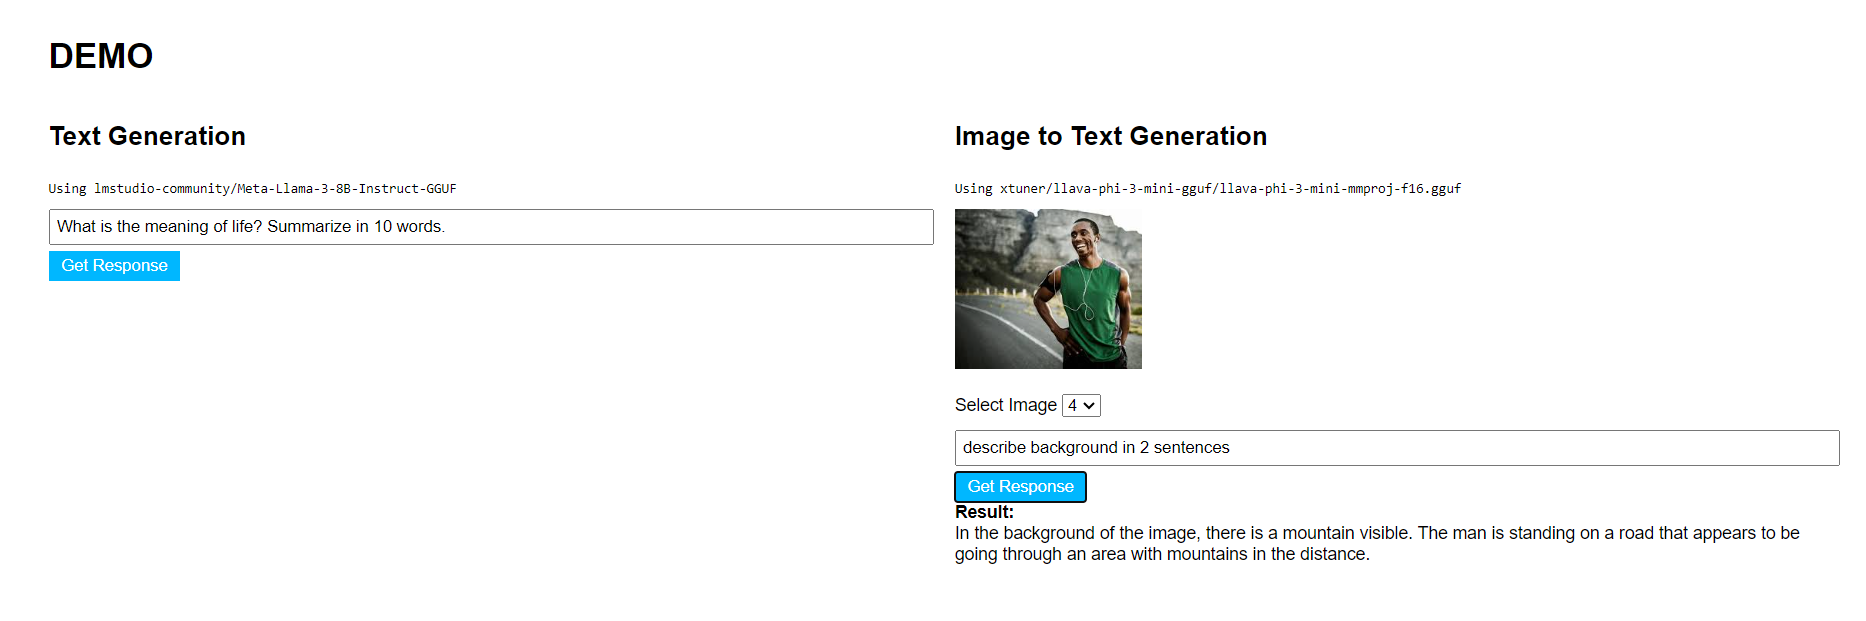 DEMO
Text Generation
Using lmstudio-community/Meta-Llama-3-8B-Instruct-GGUF
What is the meaning of life? Summarize in 10 words.
Get Response
Image to Text Generation
Using xtuner/llava-phi-3-mini-gguf/llava-phi-3-mini-mmproj-f16.gguf
Select Image 4
describe background in 2 sentences
Get Response
Result:
In the background of the image, there is a mountain visible. The man is standing on a road that appears to be
going through an area with mountains in the distance.